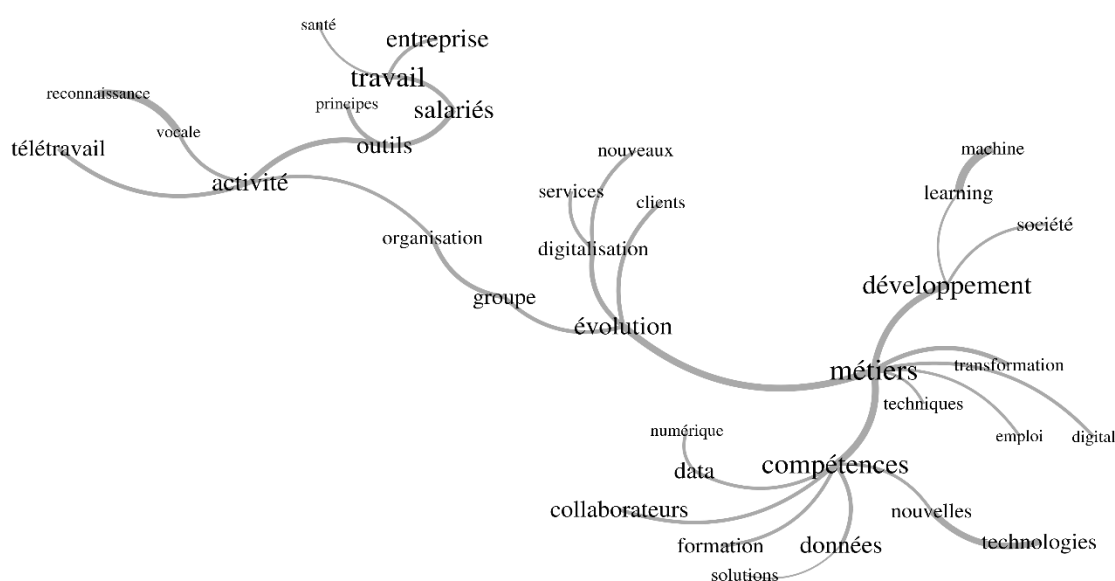 santé
entreprise
travail
reconnaissance
principes
salariés
vocale
télétravail
outils
activité
nouveaux
machine
services
clients
learning
société
organisation
digitalisation
développement
groupe
évolution
métiers
transformation
techniques
numérique
emploi
digital
compétences
data
collaborateurs
nouvelles
formation
données
technologies
solutions